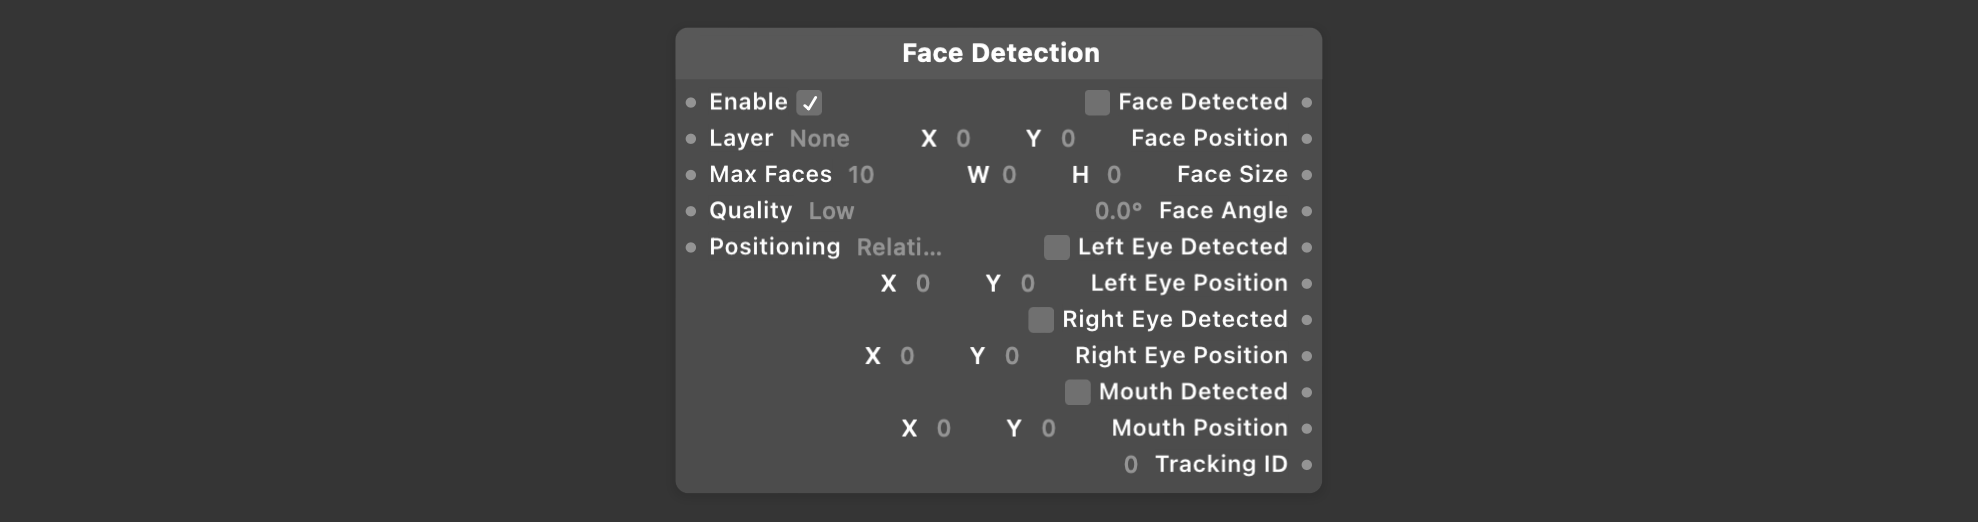 Face Detection
Enable Face Detected
Layer None X 0 Y 0 Face Position
Max Faces 10 W 0 H 0 Face Size
Quality Low 0.0° Face Angle
Positioning Relati... Left Eye Detected
X 0 Y 0 Left Eye Position
Right Eye Detected
X 0 Y 0 Right Eye Position
Mouth Detected
X 0 Y 0 Mouth Position
0 Tracking ID